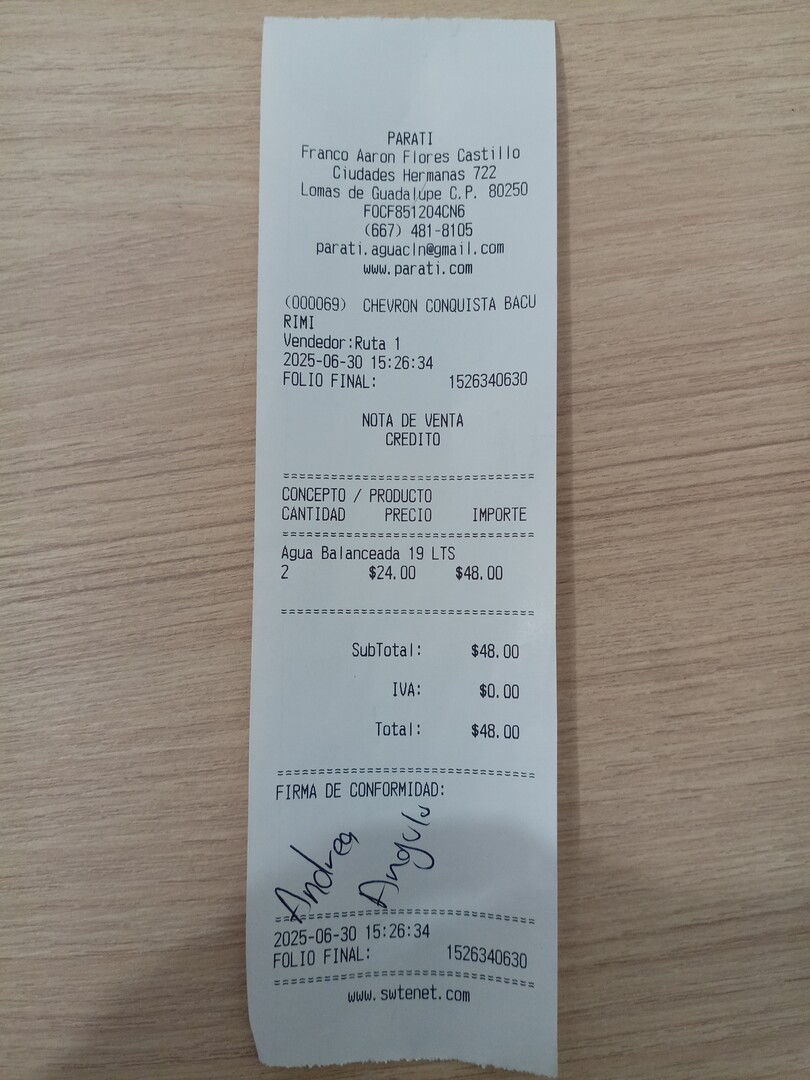 PARATI
Franco Aaron Flores Castillo
Ciudades Hermanas 722
Lomas de Guadalupe C.P. 80250
FOCF851204CN6
(667) 481-8105
parati.aguacln@gmail.com
www.parati.com
(000069) CHEVRON CONQUISTA BACU
RIMI
Vendedor:Ruta 1
2025-06-30 15:26:34
FOLIO FINAL: 1526340630
NOTA DE VENTA
CREDITO
==================================
CONCEPTO / PRODUCTO
CANTIDAD PRECIO IMPORTE
==================================
Agua Balanceada 19 LTS
2 $24.00 $48.00
==================================
SubTotal: $48.00
IVA: $0.00
Total: $48.00
==================================
FIRMA DE CONFORMIDAD:
Andrea Angulo
==================================
2025-06-30 15:26:34
FOLIO FINAL: 1526340630
==================================
www.swtenet.com